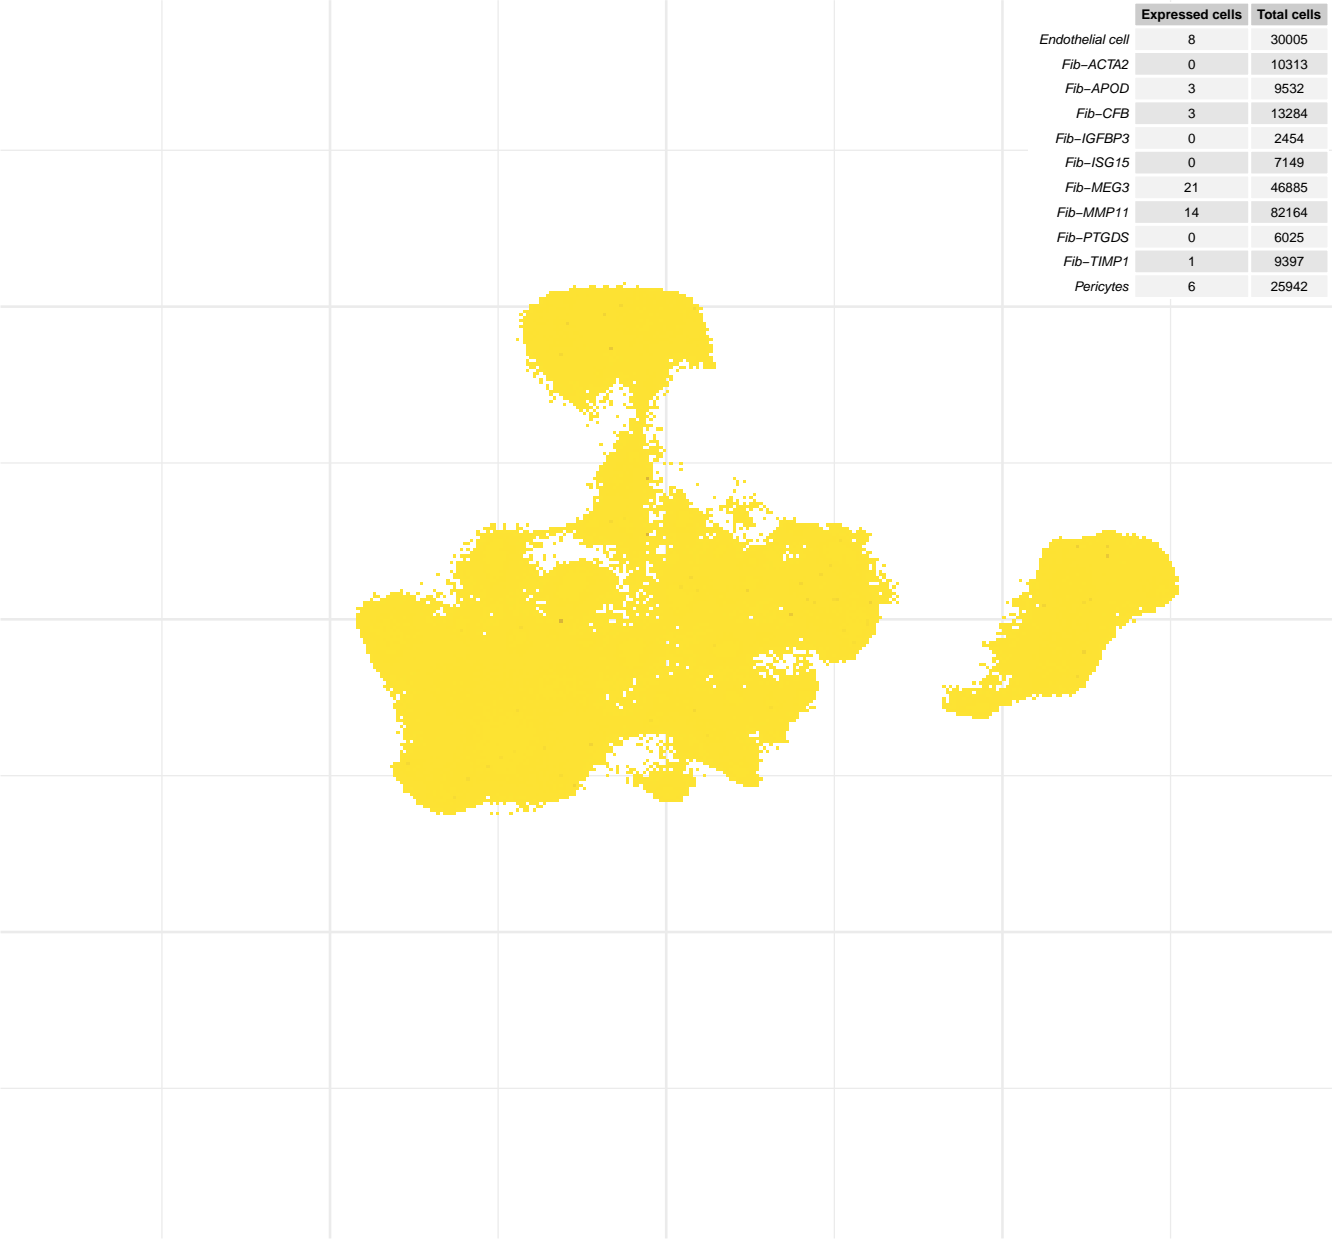 Expressed cells Total cells
Endothelial cell 8 30005
Fib−ACTA2 0 10313
Fib−APOD 3 9532
Fib−CFB 3 13284
Fib−IGFBP3 0 2454
Fib−ISG15 0 7149
Fib−MEG3 21 46885
Fib−MMP11 14 82164
Fib−PTGDS 0 6025
Fib−TIMP1 1 9397
Pericytes 6 25942